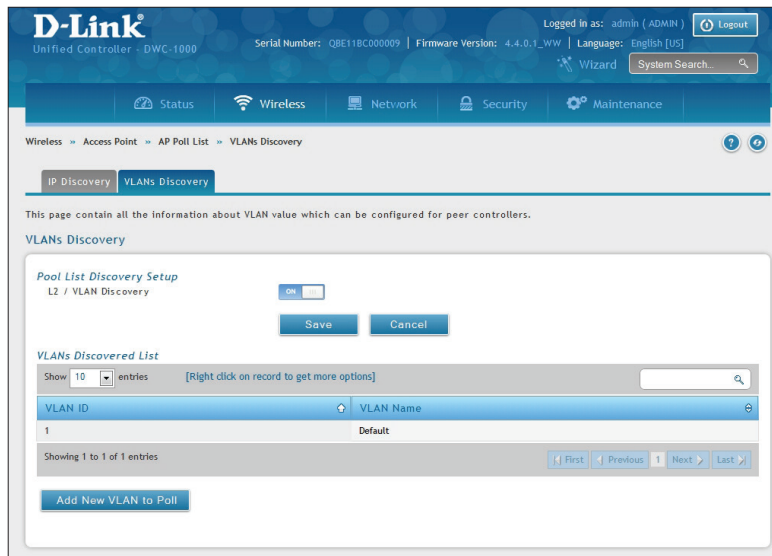 D-Link®
Logged in as: admin ( ADMIN ) Logout
Unified Controller - DWC-1000
Serial Number: QBE11BC000009 | Firmware Version: 4.4.0.1_WW | Language: English [US]
Wizard System Search...
Status Wireless Network Security Maintenance
Wireless » Access Point » AP Poll List » VLANs Discovery
?
IP Discovery VLANs Discovery
This page contain all the information about VLAN value which can be configured for peer controllers.
VLANs Discovery
Pool List Discovery Setup
L2 / VLAN Discovery ON
Save Cancel
VLANs Discovered List
Show 10 entries [Right click on record to get more options]
VLAN ID VLAN Name
1 Default
Showing 1 to 1 of 1 entries First Previous 1 Next Last
Add New VLAN to Poll